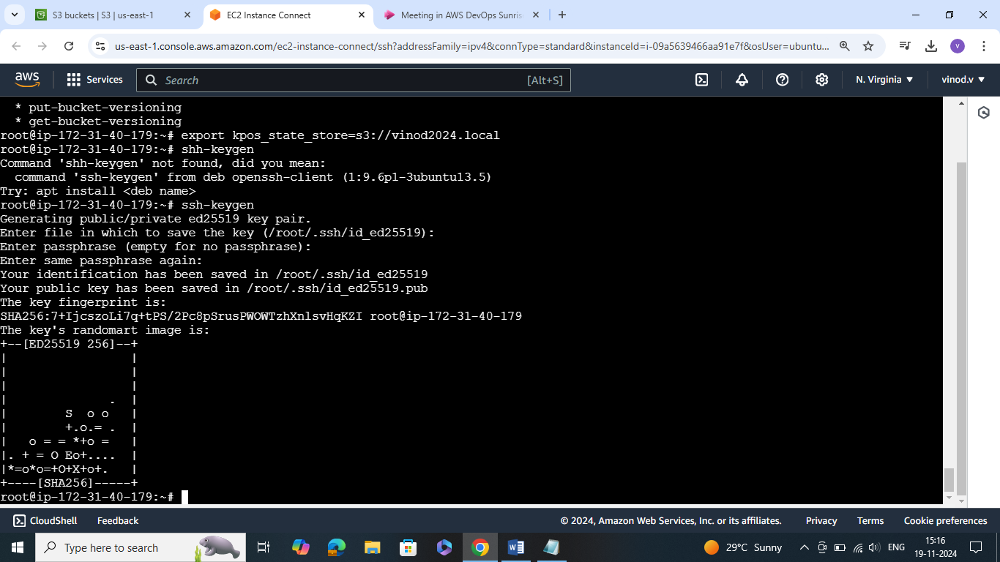 S3 buckets | S3 | us-east-1
EC2 Instance Connect
Meeting in AWS DevOps Sunris
us-east-1.console.aws.amazon.com/ec2-instance-connect/ssh?addressFamily=ipv4&connType=standard&instanceId=i-09a5639466aa91e7f&osUser=ubuntu...
V
aws
Services
Search
[Alt+S]
N. Virginia
vinod.v
* put-bucket-versioning
* get-bucket-versioning
root@ip-172-31-40-179:~# export kpos_state_store=s3://vinod2024.local
root@ip-172-31-40-179:~# shh-keygen
Command 'shh-keygen' not found, did you mean:
command 'ssh-keygen' from deb openssh-client (1:9.6p1-3ubuntu13.5)
Try: apt install <deb name>
root@ip-172-31-40-179:~# ssh-keygen
Generating public/private ed25519 key pair.
Enter file in which to save the key (/root/.ssh/id_ed25519):
Enter passphrase (empty for no passphrase):
Enter same passphrase again:
Your identification has been saved in /root/.ssh/id_ed25519
Your public key has been saved in /root/.ssh/id_ed25519.pub
The key fingerprint is:
SHA256:7+IjcszoLi7q+tPS/2Pc8pSrusPWOWTzhXnlsvHqKZI root@ip-172-31-40-179
The key's randomart image is:
+--[ED25519 256]--+
|                 |
|                 |
|                 |
|              .  |
|        S  o o   |
|        +.o.= .  |
|   o = = *+o =   |
|. + = O Eo+....  |
|*=o*o=+O+X+o+.   |
+----[SHA256]-----+
root@ip-172-31-40-179:~#
CloudShell
Feedback
© 2024, Amazon Web Services, Inc. or its affiliates.
Privacy
Terms
Cookie preferences
Type here to search
29°C Sunny
ENG
15:16
19-11-2024